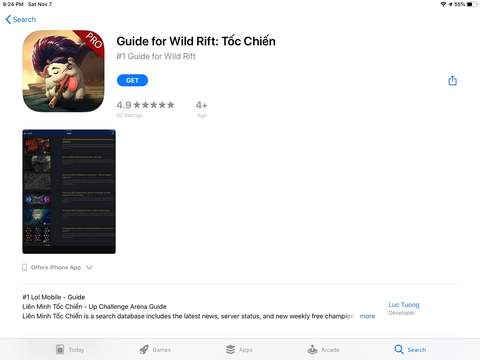 9:24 PM Sat Nov 7
55%
Search
PRO
Guide for Wild Rift: Tốc Chiến
#1 Guide for Wild Rift
GET
4.9
4+
52 Ratings
Age
Offers iPhone App
#1 Lol Mobile - Guide
Liên Minh Tốc Chiến - Up Challenge Arena Guide
Liên Minh Tốc Chiến is a search database includes the latest news, server status, and new weekly free champion
more
Luc Tuong
Developer
Today
Games
Apps
Arcade
Search